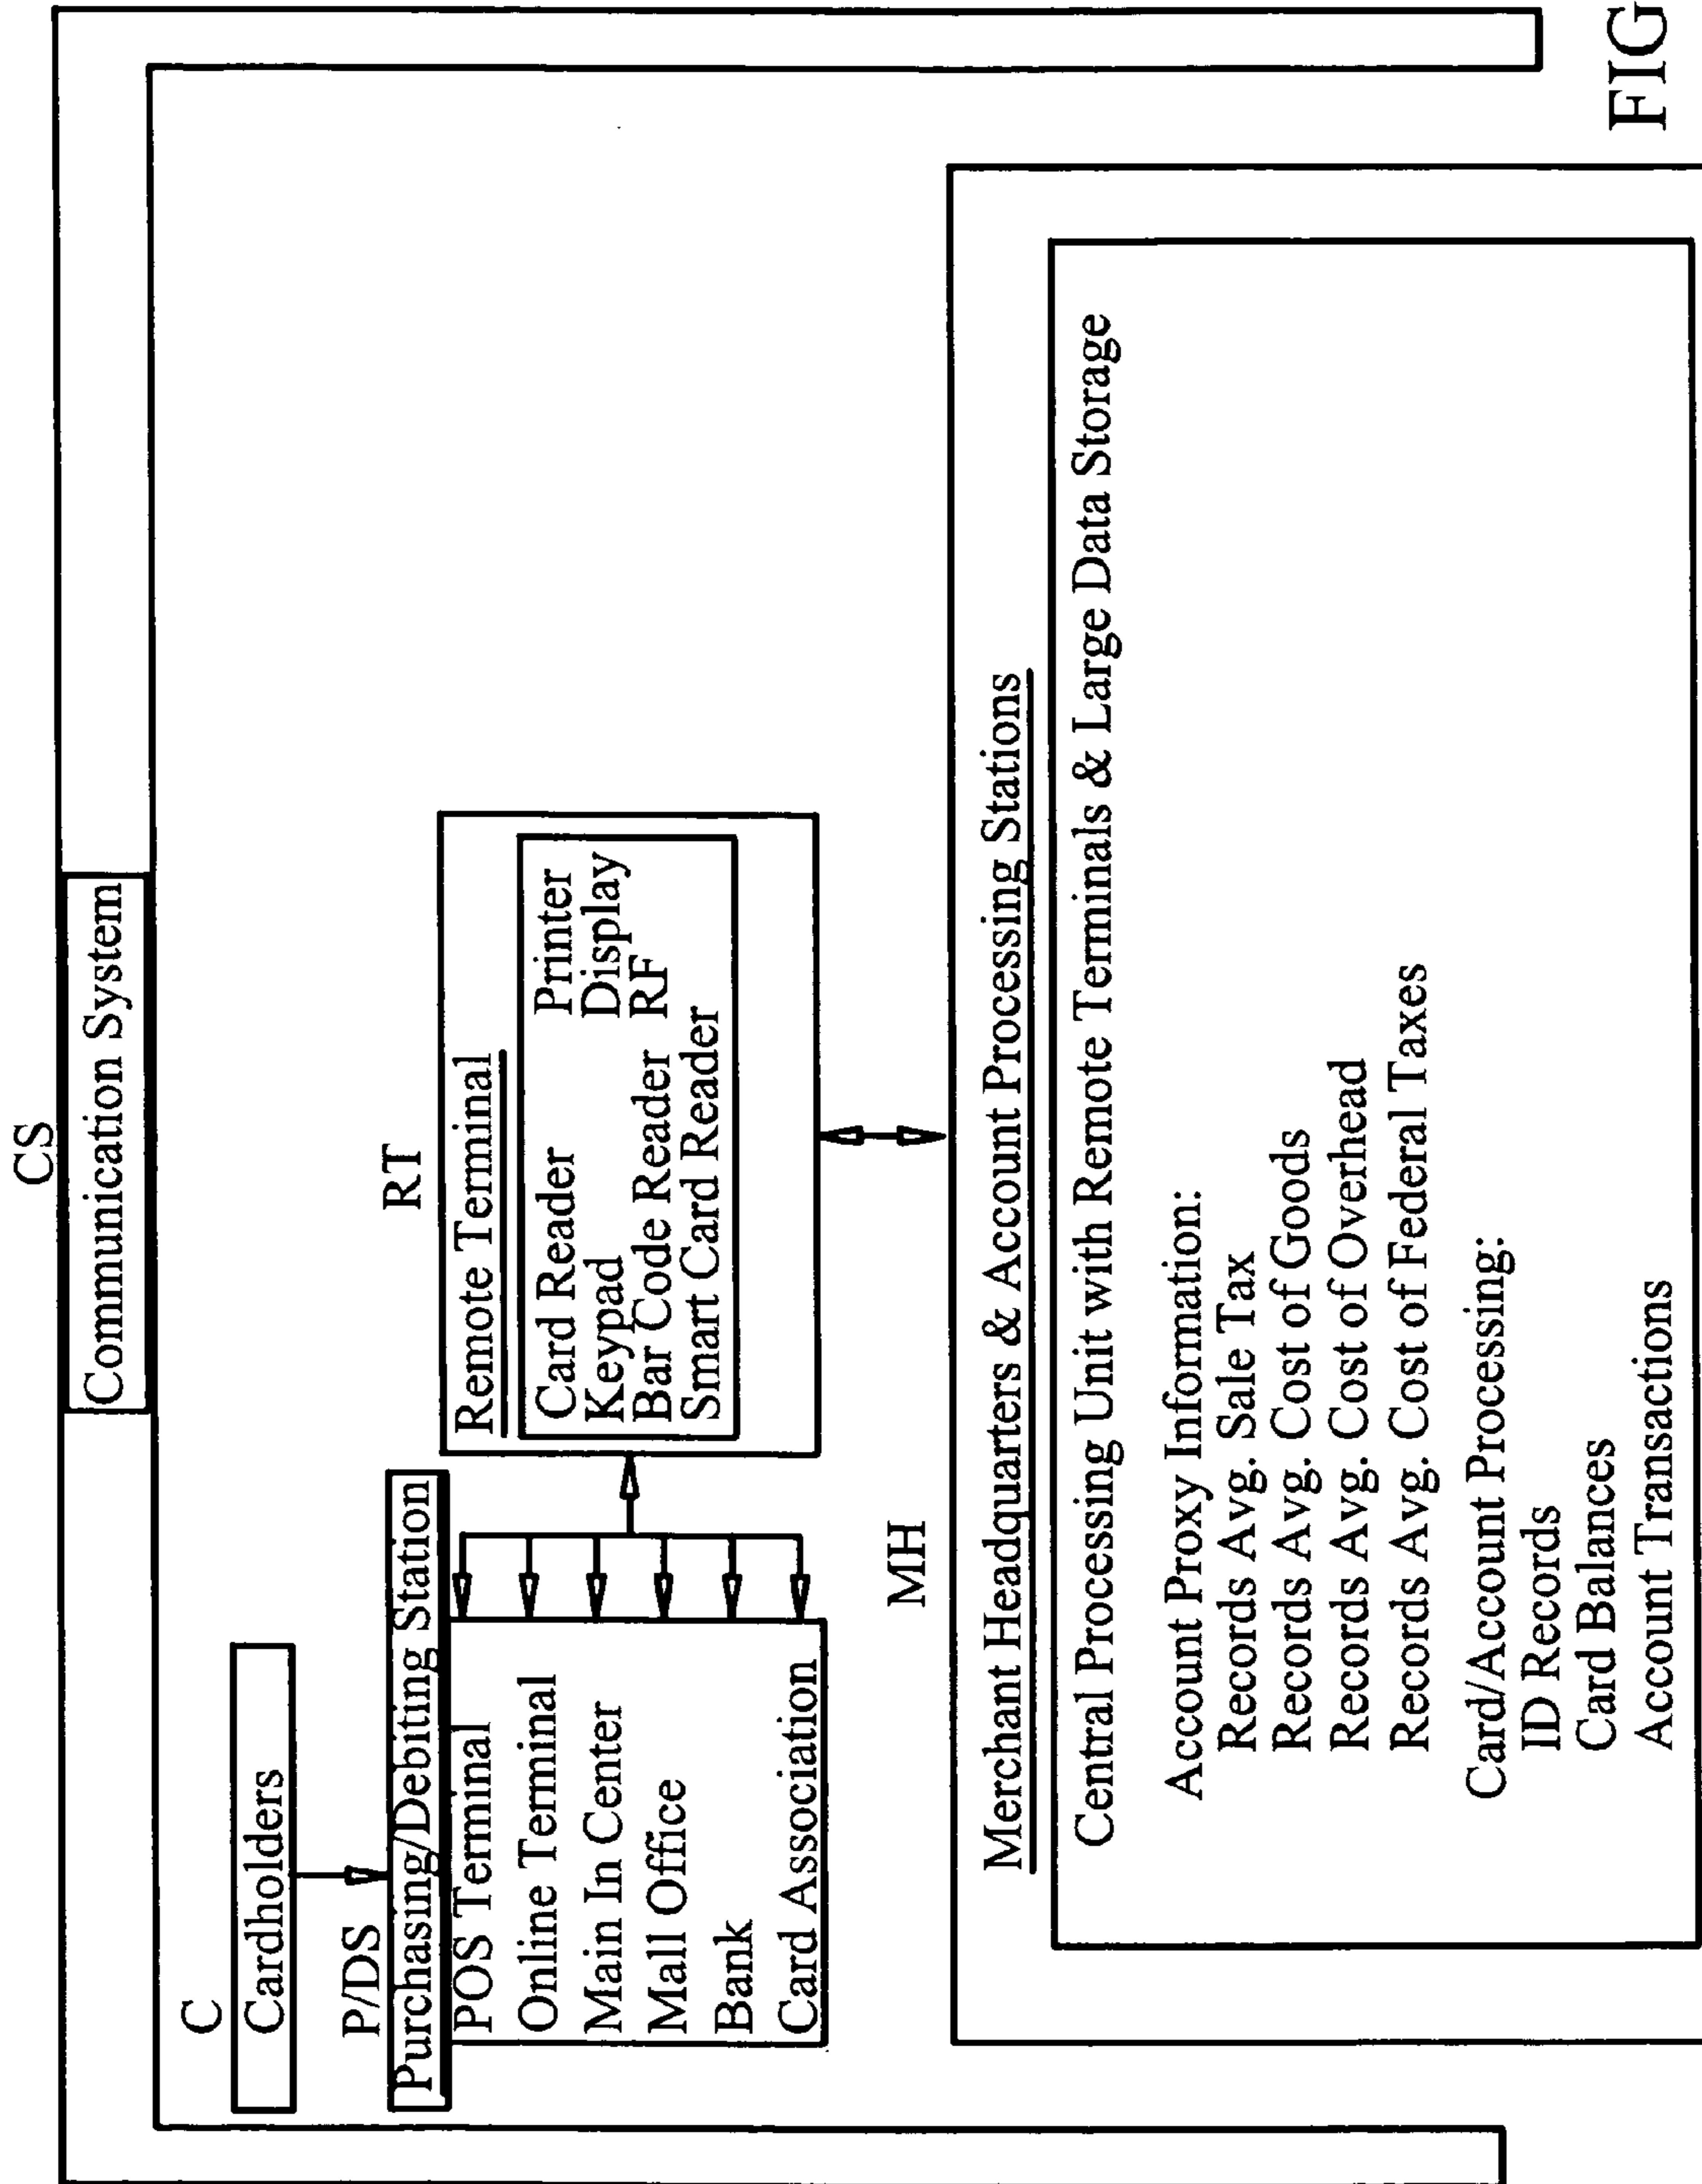 CS
Communication System
C
Cardholders
P/DS
Purchasing/Debiting Station
POS Terminal
Online Terminal
Main In Center
Mall Office
Bank
Card Association
RT
Remote Terminal
Card Reader Printer
Keypad Display
Bar Code Reader RF
Smart Card Reader
MH
Merchant Headquarters & Account Processing Stations
Central Processing Unit with Remote Terminals & Large Data Storage
Account Proxy Information:
Records Avg. Sale Tax
Records Avg. Cost of Goods
Records Avg. Cost of Overhead
Records Avg. Cost of Federal Taxes
Card/Account Processing:
ID Records
Card Balances
Account Transactions
FIG